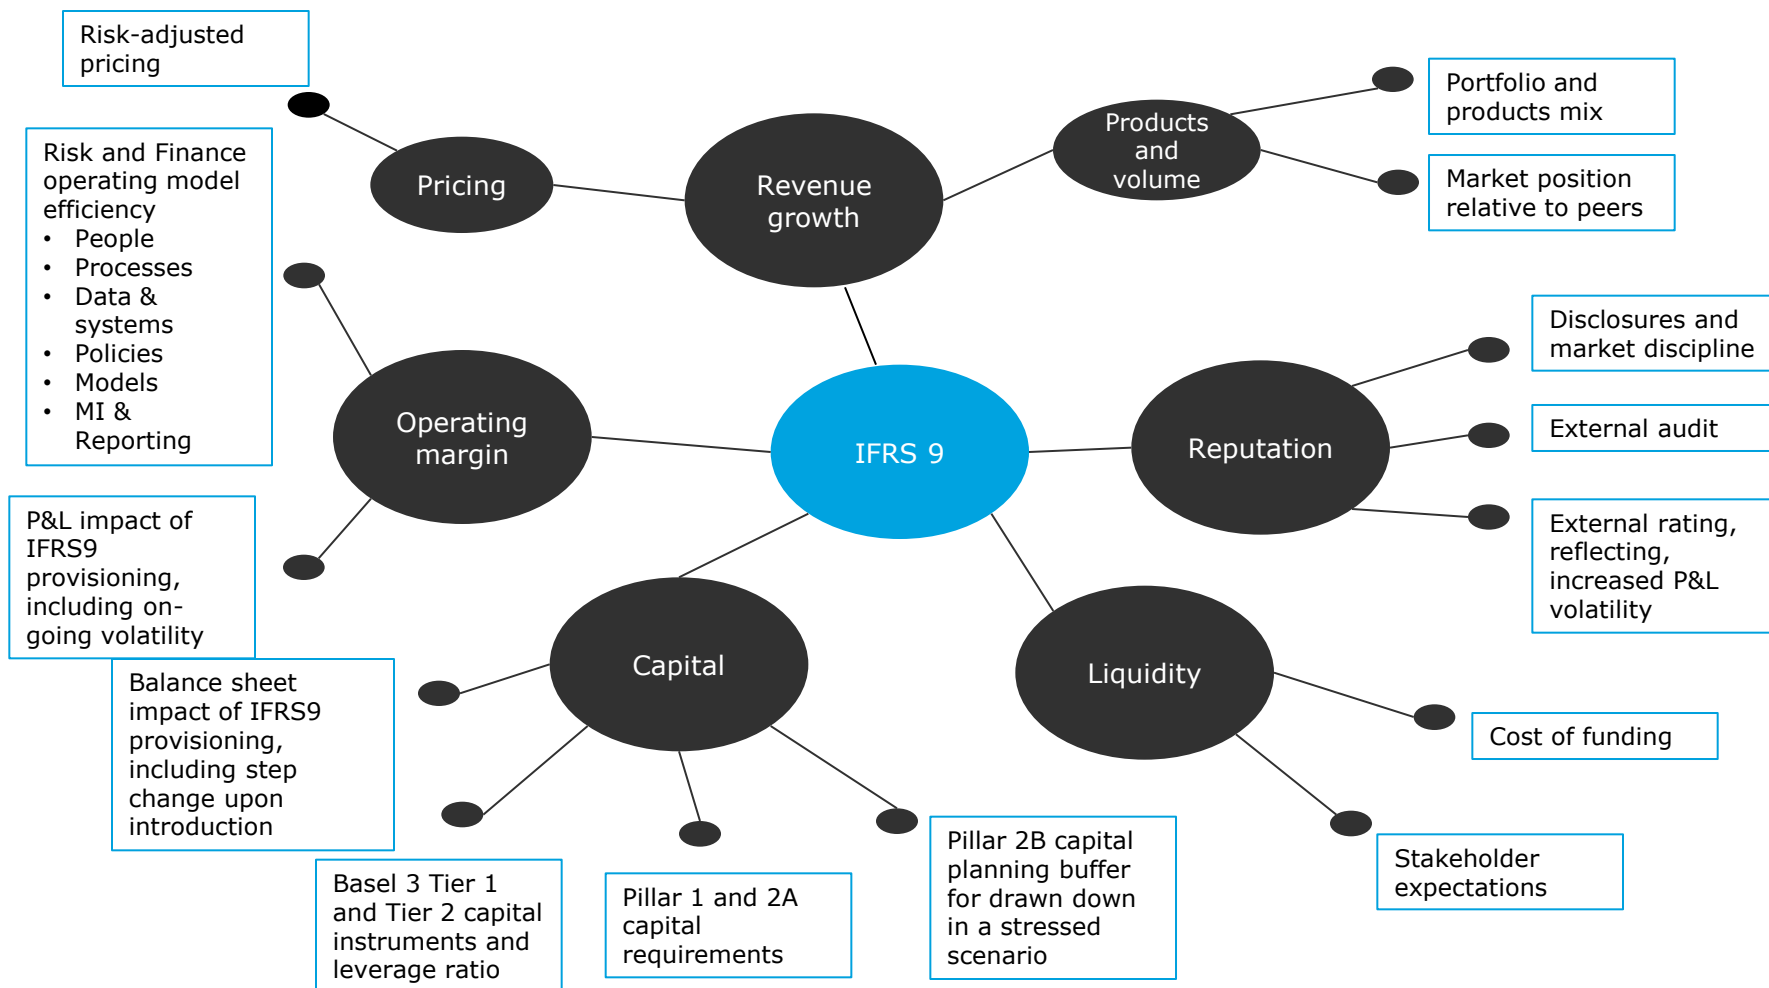 Risk-adjusted
pricing
Risk and Finance
operating model
efficiency
• People
• Processes
• Data &
systems
• Policies
• Models
• MI &
Reporting
P&L impact of
IFRS9
provisioning,
including on-
going volatility
Balance sheet
impact of IFRS9
provisioning,
including step
change upon
introduction
Basel 3 Tier 1
and Tier 2 capital
instruments and
leverage ratio
Pillar 1 and 2A
capital
requirements
Pillar 2B capital
planning buffer
for drawn down
in a stressed
scenario
Pricing
Revenue
growth
Products
and
volume
Operating
margin
IFRS 9
Reputation
Capital
Liquidity
Portfolio and
products mix
Market position
relative to peers
Disclosures and
market discipline
External audit
External rating,
reflecting,
increased P&L
volatility
Cost of funding
Stakeholder
expectations